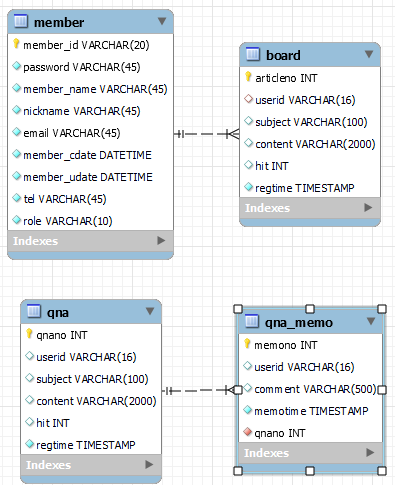 member
member_id VARCHAR(20)
password VARCHAR(45)
member_name VARCHAR(45)
nickname VARCHAR(45)
email VARCHAR(45)
member_cdate DATETIME
member_udate DATETIME
tel VARCHAR(45)
role VARCHAR(10)
Indexes
board
articleno INT
userid VARCHAR(16)
subject VARCHAR(100)
content VARCHAR(2000)
hit INT
regtime TIMESTAMP
Indexes
qna
qnano INT
userid VARCHAR(16)
subject VARCHAR(100)
content VARCHAR(2000)
hit INT
regtime TIMESTAMP
Indexes
qna_memo
memono INT
userid VARCHAR(16)
comment VARCHAR(500)
memotime TIMESTAMP
qnano INT
Indexes